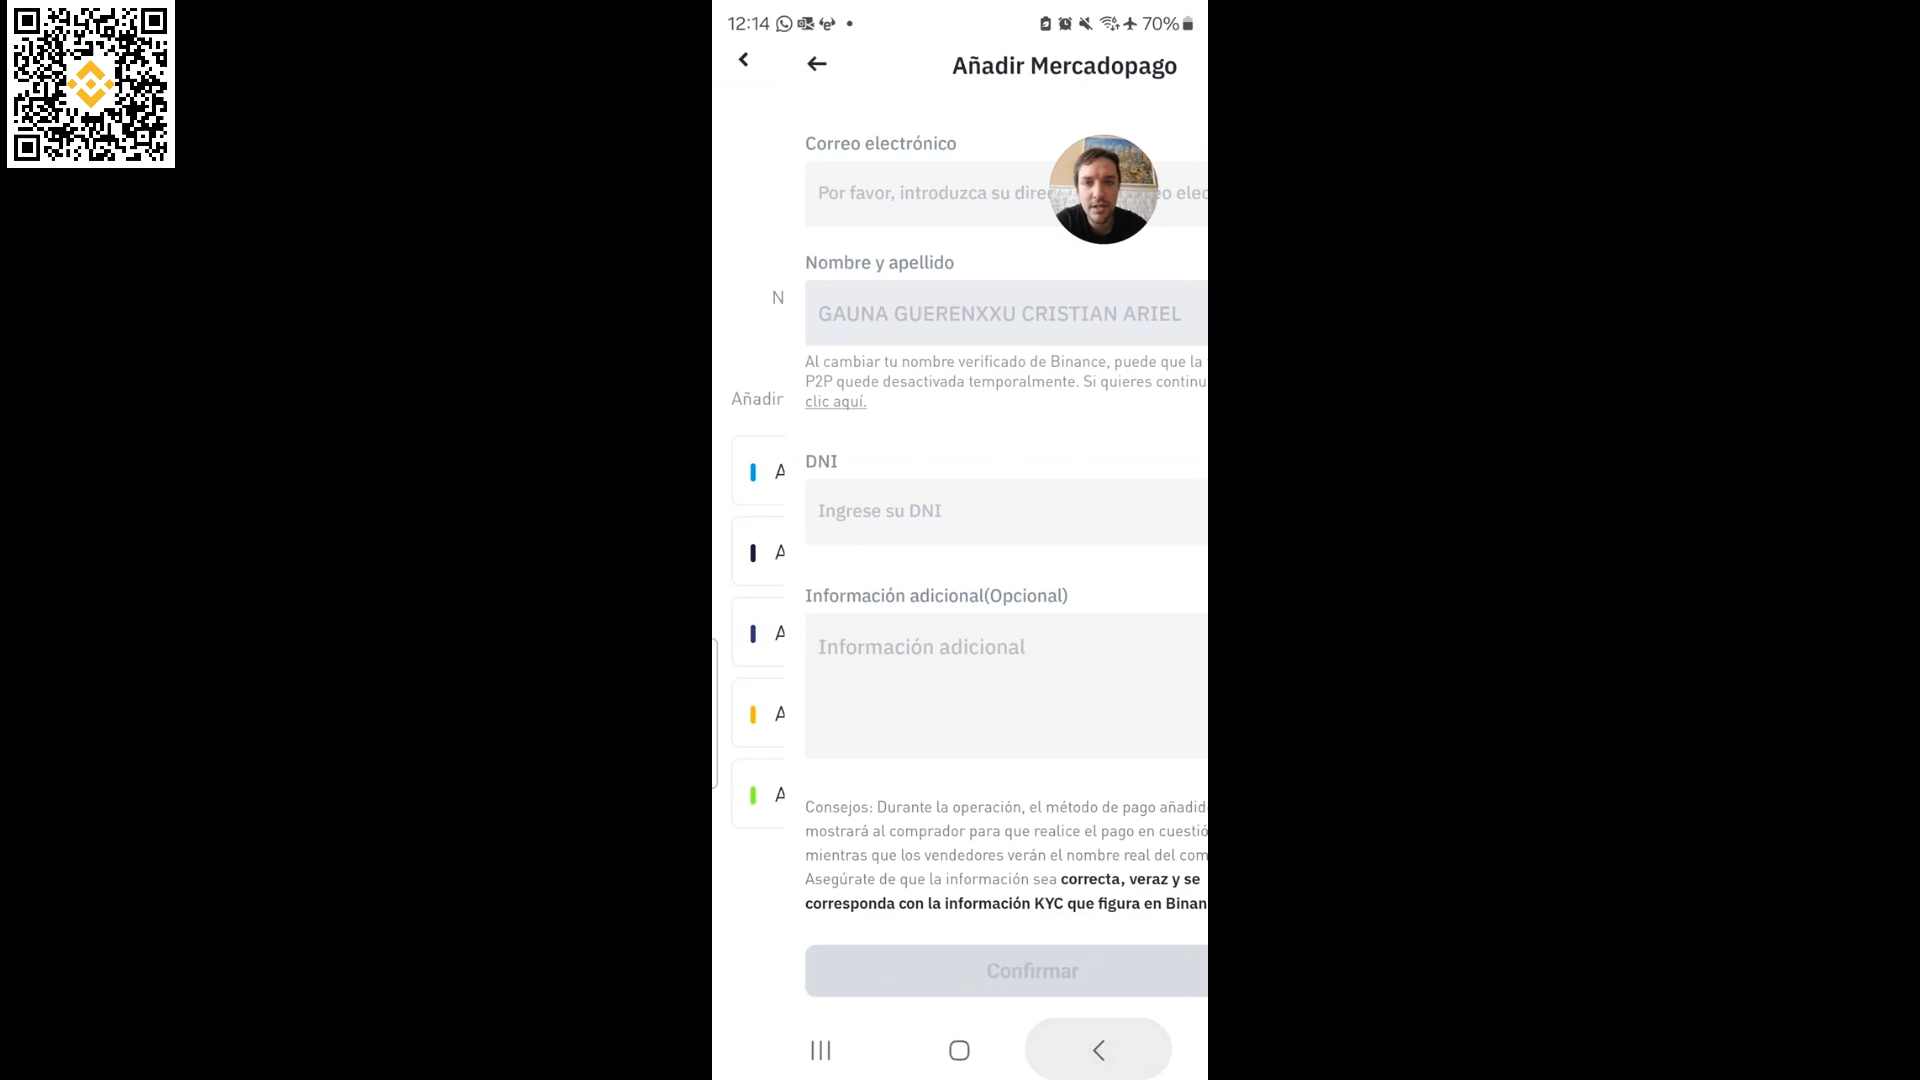 12:14
70%
Añadir Mercadopago
Correo electrónico
Por favor, introduzca su dire o elec
Nombre y apellido
N
GAUNA GUERENXXU CRISTIAN ARIEL
Al cambiar tu nombre verificado de Binance, puede que la
P2P quede desactivada temporalmente. Si quieres continu
clic aquí.
Añadir
DNI
A
Ingrese su DNI
A
Información adicional(Opcional)
A
Información adicional
A
A
Consejos: Durante la operación, el método de pago añadid
mostrará al comprador para que realice el pago en cuestió
mientras que los vendedores verán el nombre real del com
Asegúrate de que la información sea correcta, veraz y se
corresponda con la información KYC que figura en Binan
Confirmar